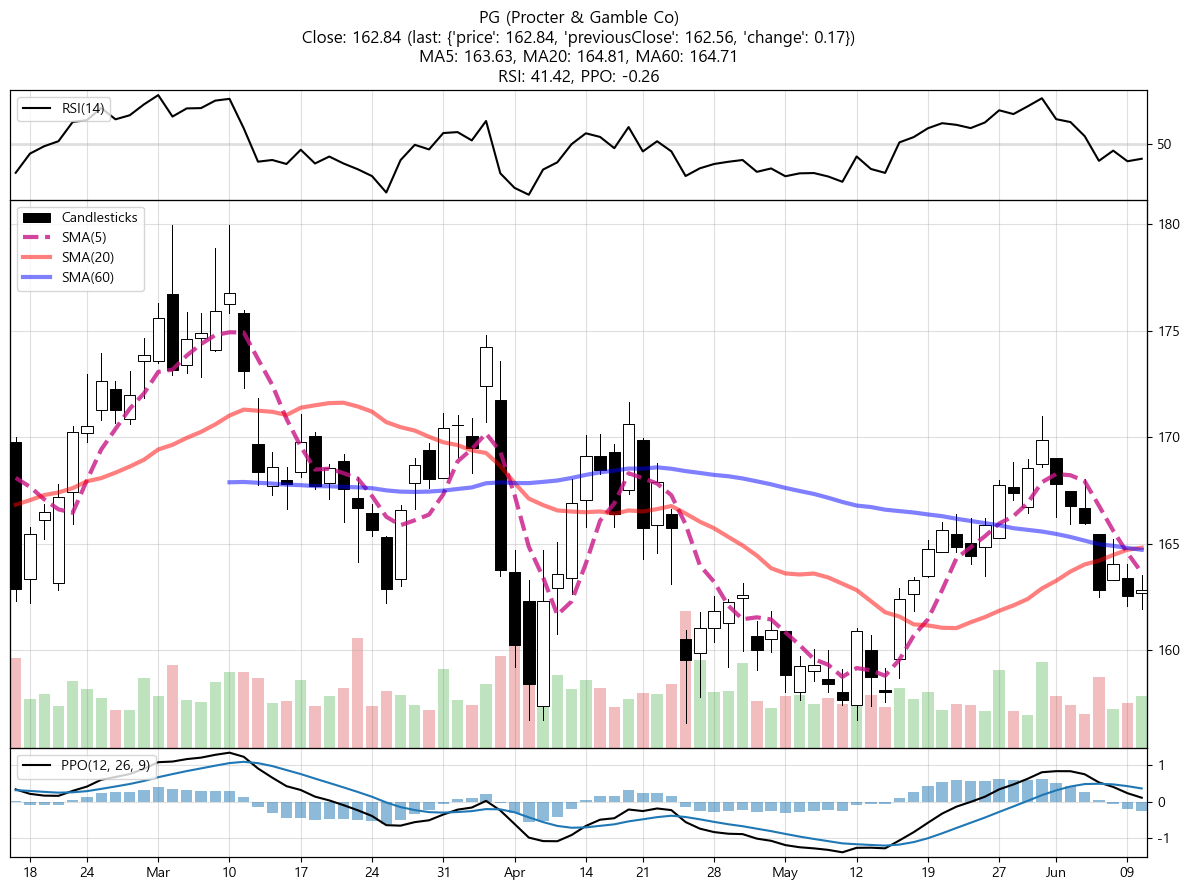 PG (Procter & Gamble Co)
Close: 162.84 (last: {'price': 162.84, 'previousClose': 162.56, 'change': 0.17})
MA5: 163.63, MA20: 164.81, MA60: 164.71
RSI: 41.42, PPO: -0.26
RSI(14)
50
Candlesticks
SMA(5)
SMA(20)
SMA(60)
180
175
170
165
160
PPO(12, 26, 9)
1
0
-1
18 24 Mar 10 17 24 31 Apr 14 21 28 May 12 19 27 Jun 09